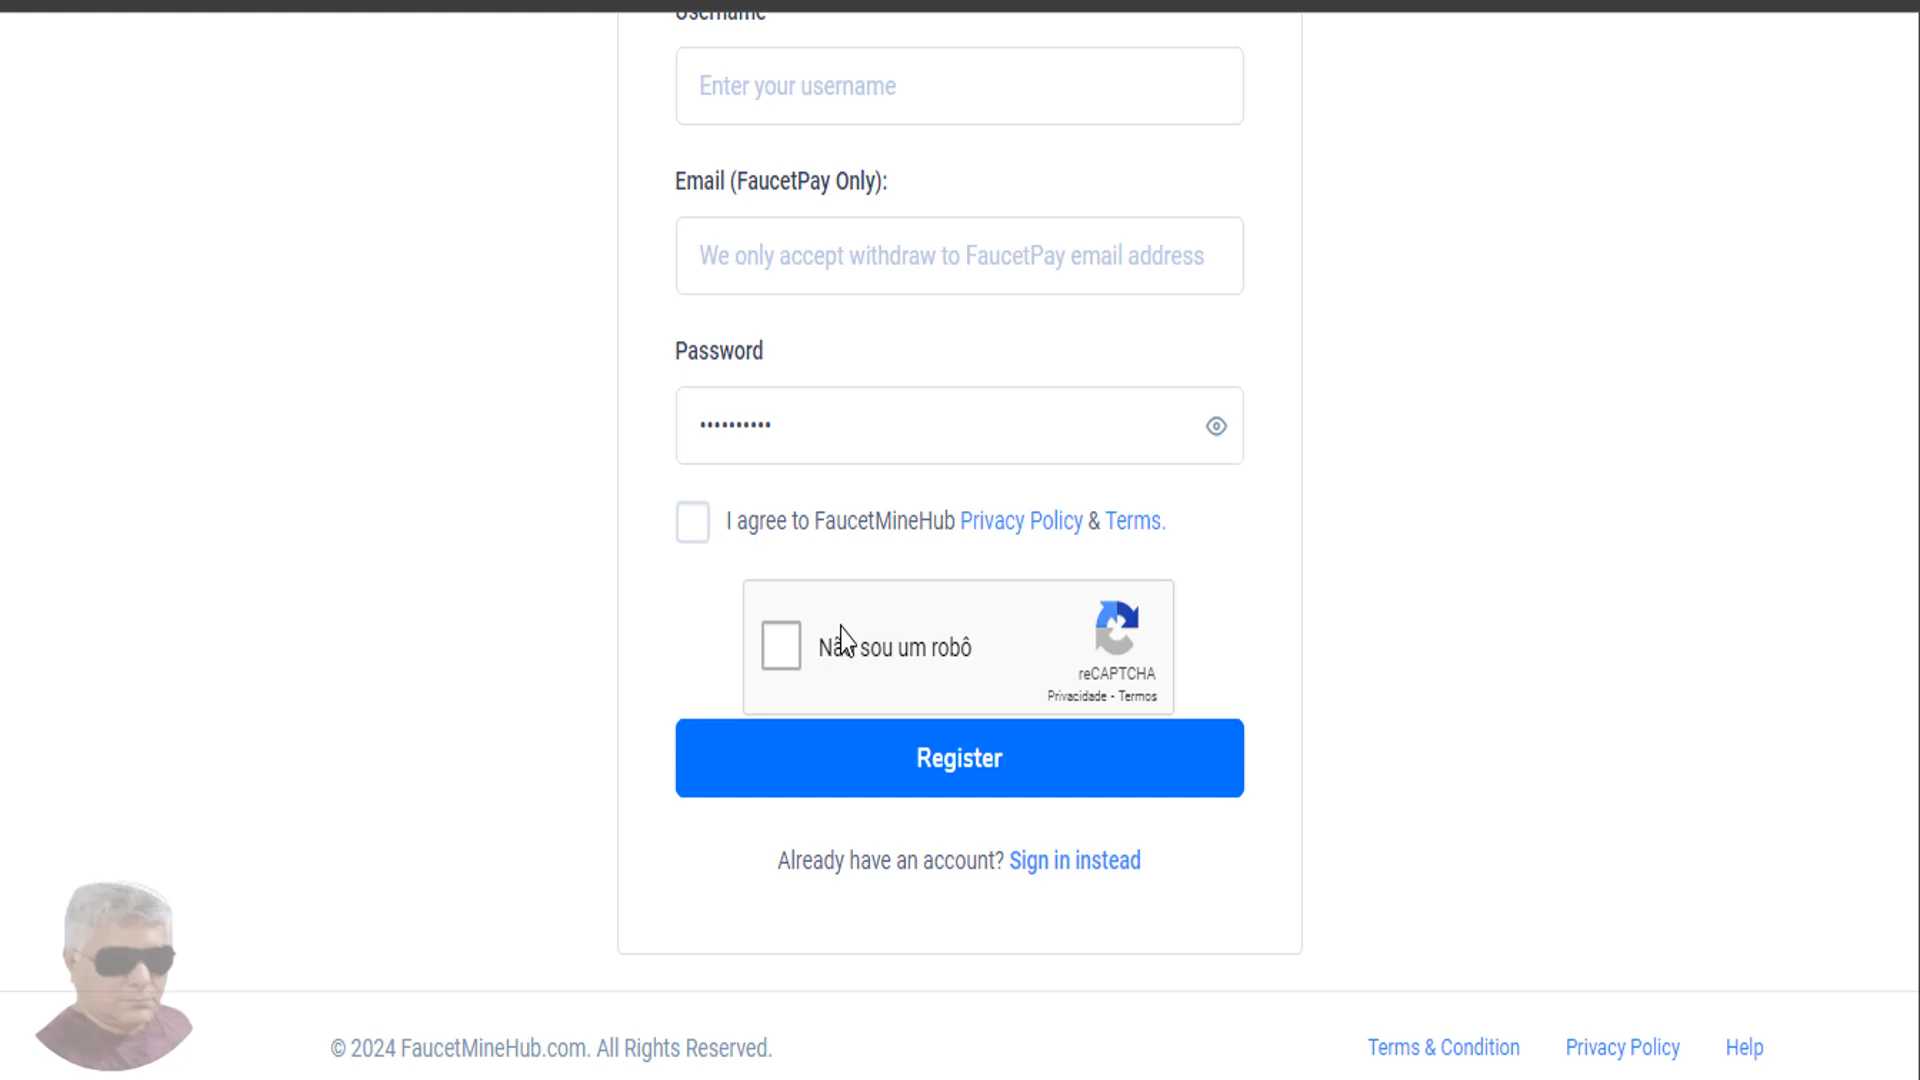 Username
Enter your username
Email (FaucetPay Only):
We only accept withdraw to FaucetPay email address
Password
••••••••••
I agree to FaucetMineHub Privacy Policy & Terms.
Não sou um robô
reCAPTCHA
Privacidade - Termos
Register
Already have an account? Sign in instead
© 2024 FaucetMineHub.com. All Rights Reserved.
Terms & Condition
Privacy Policy
Help